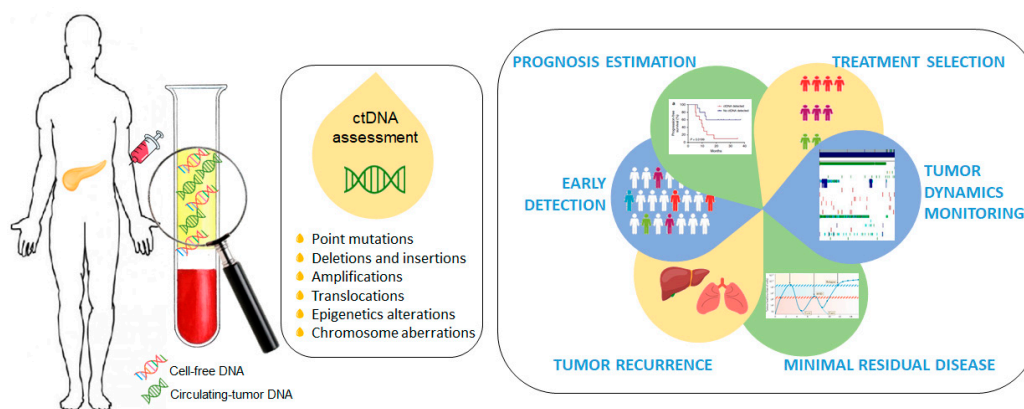 Cell-free DNA
Circulating-tumor DNA
ctDNA
assessment
Point mutations
Deletions and insertions
Amplifications
Translocations
Epigenetics alterations
Chromosome aberrations
PROGNOSIS ESTIMATION
TREATMENT SELECTION
EARLY
DETECTION
TUMOR
DYNAMICS
MONITORING
TUMOR RECURRENCE
MINIMAL RESIDUAL DISEASE
Months